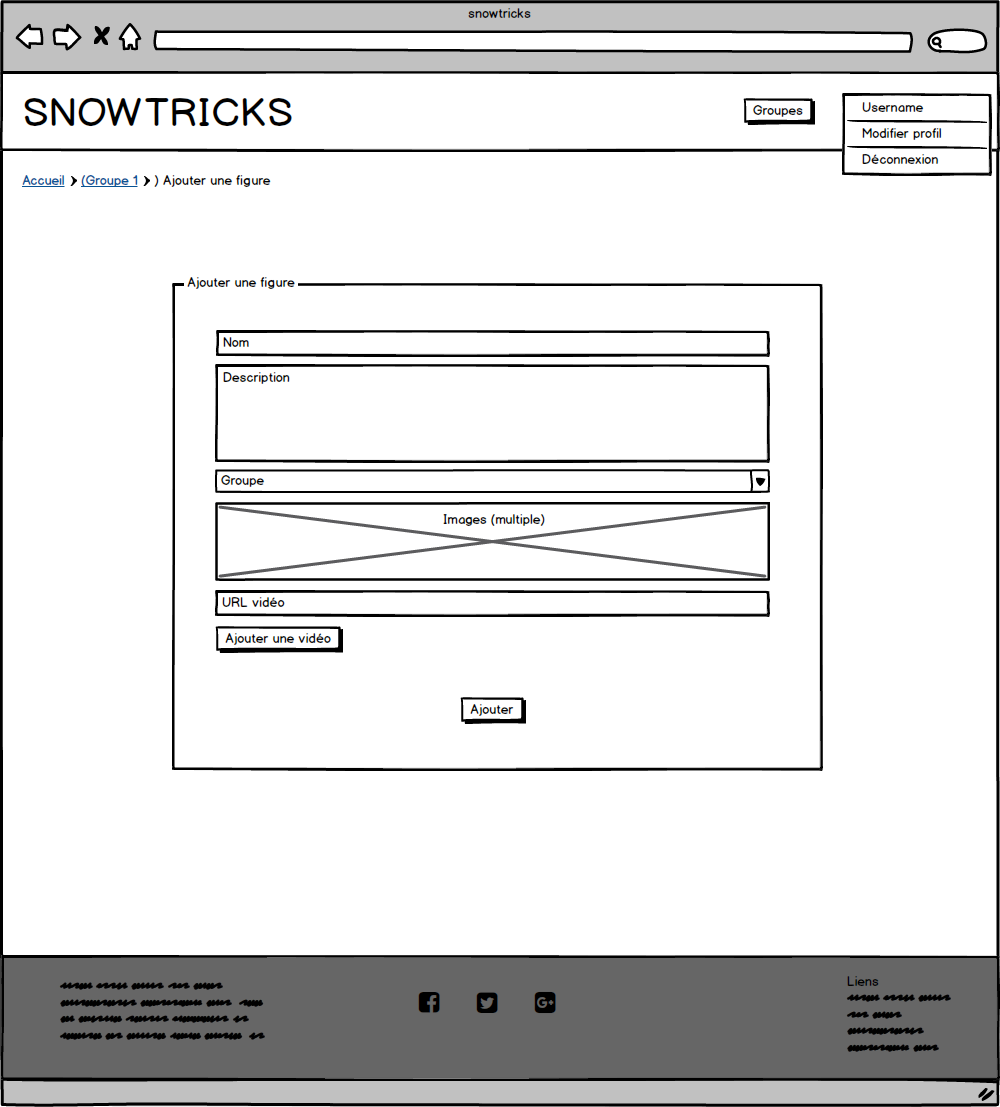 snowtricks
SNOWTRICKS
Groupes
Username
Modifier profil
Déconnexion
Accueil > (Groupe 1 > ) Ajouter une figure
Ajouter une figure
Nom
Description
Groupe
Images (multiple)
URL vidéo
Ajouter une vidéo
Ajouter
Liens